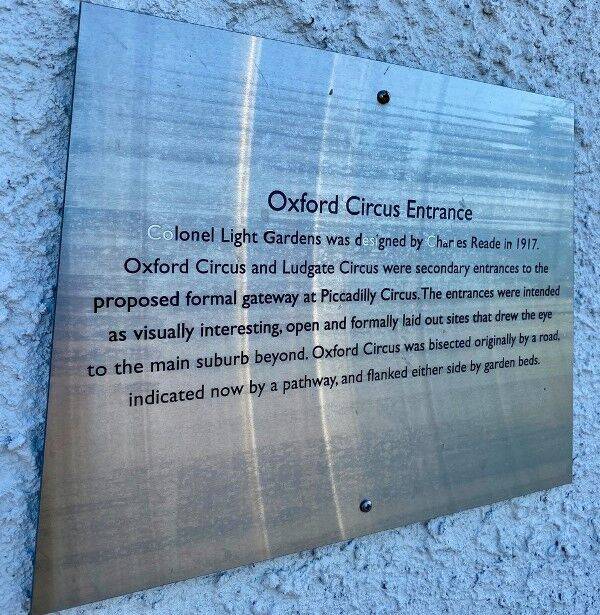 Oxford Circus Entrance
Colonel Light Gardens was designed by Charles Reade in 1917.
Oxford Circus and Ludgate Circus were secondary entrances to the
proposed formal gateway at Piccadilly Circus. The entrances were intended
as visually interesting, open and formally laid out sites that drew the eye
to the main suburb beyond. Oxford Circus was bisected originally by a road,
indicated now by a pathway, and flanked either side by garden beds.